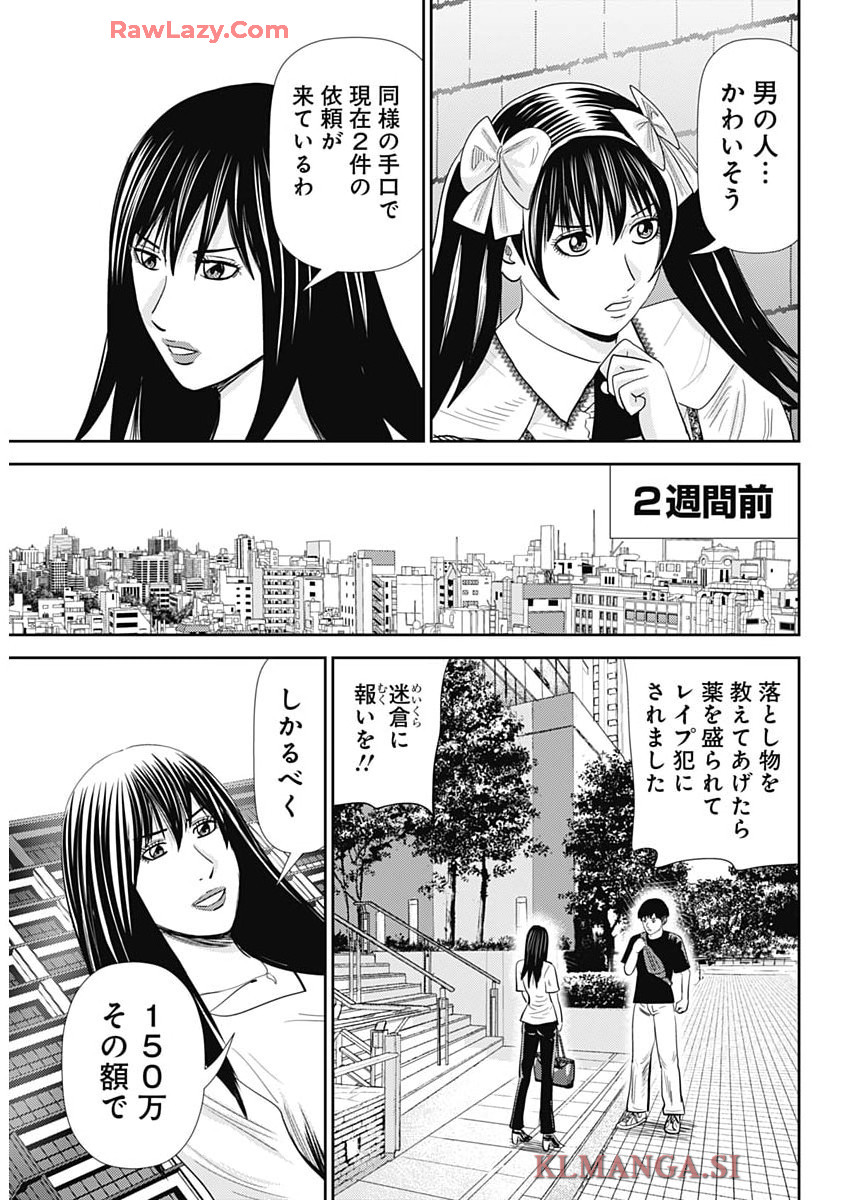 RawLazy.Com
男の人…
かわいそう
同様の手口で
現在2件の
依頼が
来ているわ
2週間前
落とし物を
教えてあげたら
薬を盛られて
レイプ犯に
されました
迷倉に
めいくら
報いを!!
むく
しかるべく
150万
その額で
KLMANGA.SI